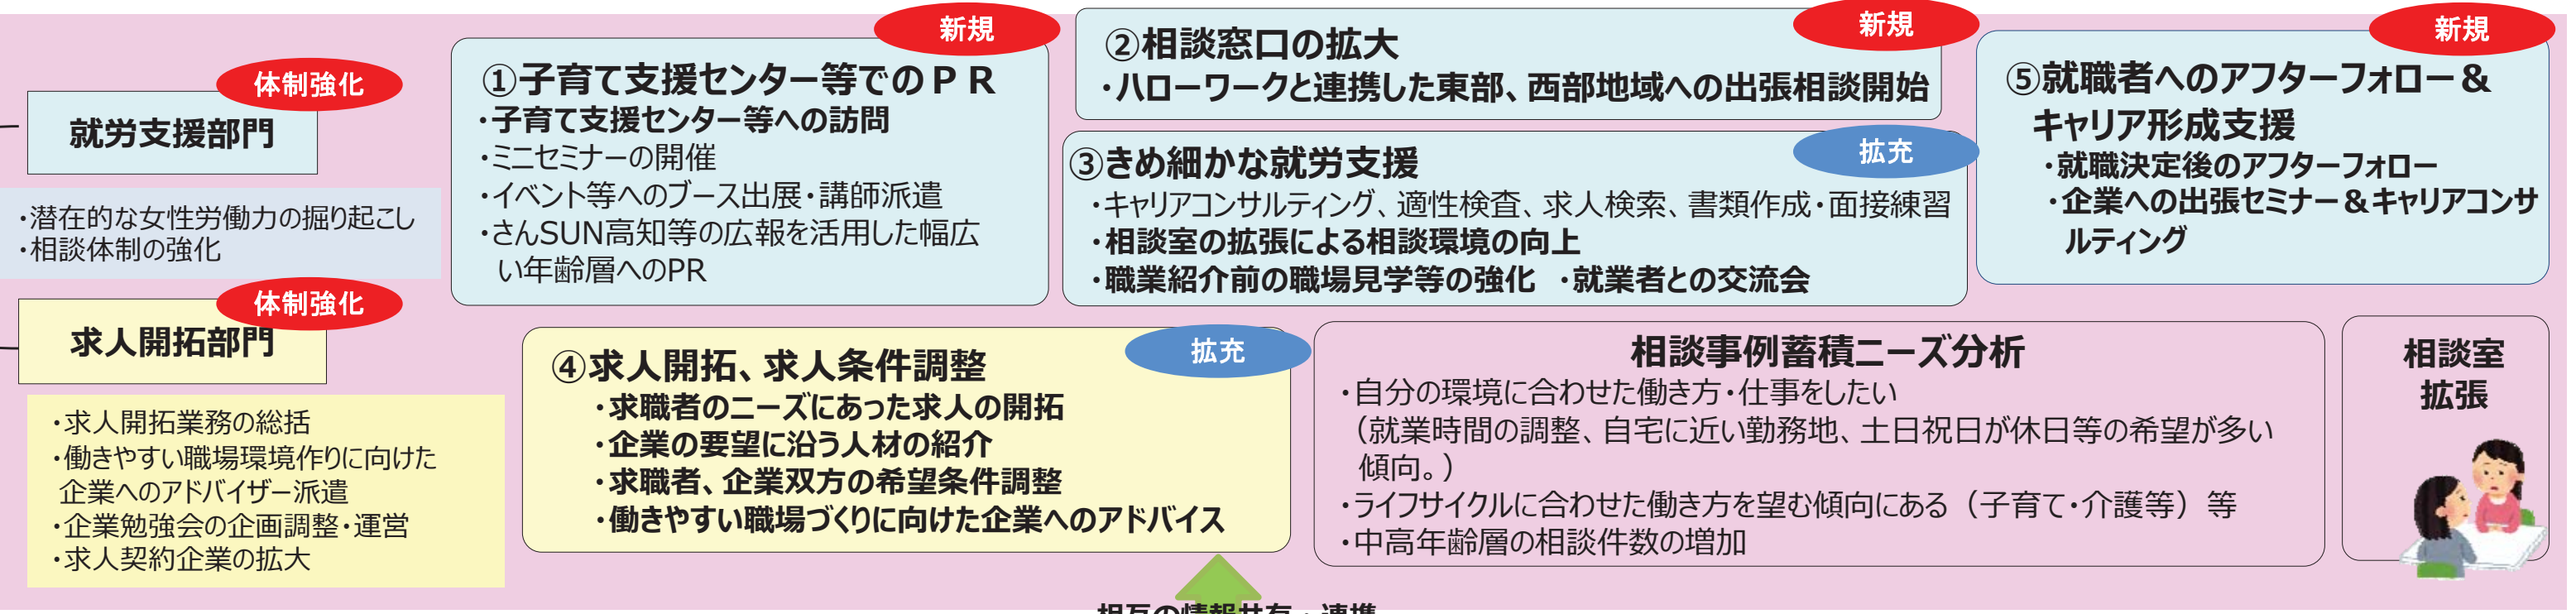 体制強化
就労支援部門
・潜在的な女性労働力の掘り起こし
・相談体制の強化
体制強化
求人開拓部門
・求人開拓業務の総括
・働きやすい職場環境作りに向けた
企業へのアドバイザー派遣
・企業勉強会の企画調整・運営
・求人契約企業の拡大
新規
①子育て支援センター等でのＰＲ
・子育て支援センター等への訪問
・ミニセミナーの開催
・イベント等へのブース出展・講師派遣
・さんSUN高知等の広報を活用した幅広
い年齢層へのPR
新規
②相談窓口の拡大
・ハローワークと連携した東部、西部地域への出張相談開始
拡充
③きめ細かな就労支援
・キャリアコンサルティング、適性検査、求人検索、書類作成・面接練習
・相談室の拡張による相談環境の向上
・職業紹介前の職場見学等の強化　・就業者との交流会
拡充
④求人開拓、求人条件調整
・求職者のニーズにあった求人の開拓
・企業の要望に沿う人材の紹介
・求職者、企業双方の希望条件調整
・働きやすい職場づくりに向けた企業へのアドバイス
新規
⑤就職者へのアフターフォロー＆
キャリア形成支援
・就職決定後のアフターフォロー
・企業への出張セミナー＆キャリアコンサ
ルティング
相談事例蓄積ニーズ分析
・自分の環境に合わせた働き方・仕事をしたい
（就業時間の調整、自宅に近い勤務地、土日祝日が休日等の希望が多い
傾向。）
・ライフサイクルに合わせた働き方を望む傾向にある（子育て・介護等）等
・中高年齢層の相談件数の増加
相談室
拡張
相互の情報共有・連携